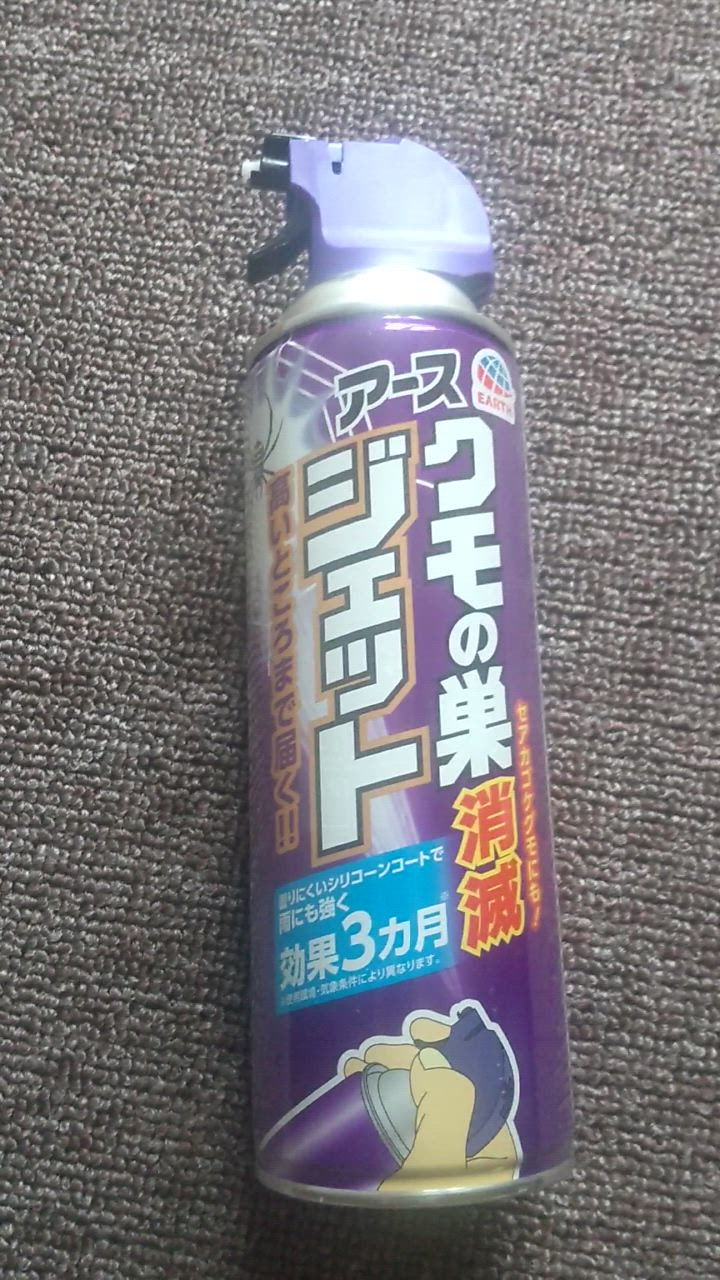 アース
EARTH
クモの巣
消滅
ジェット
セアカゴケグモにも!
高いところまで届く!!
曇りにくいシリコーンコートで
雨にも強く
効果3カ月※
※使用環境・気象条件により異なります。